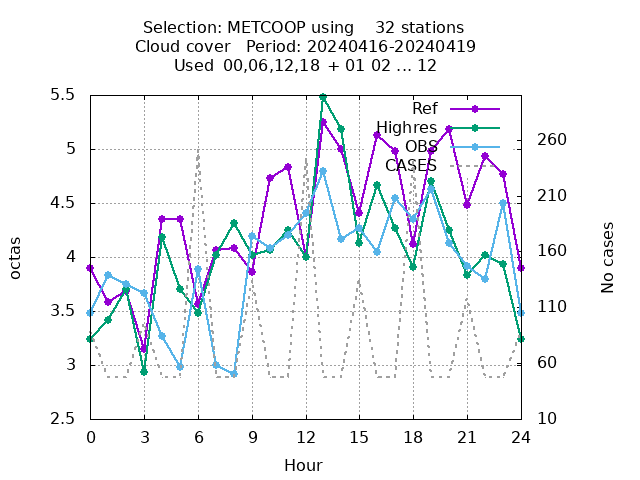 Selection: METCOOP using    32 stations
Cloud cover   Period: 20240416-20240419
Used 00,06,12,18 + 01 02 ... 12
Ref
Highres
OBS
CASES
5.5
5
4.5
4
3.5
3
2.5
octas
260
210
160
110
60
10
No cases
0 3 6 9 12 15 18 21 24
Hour